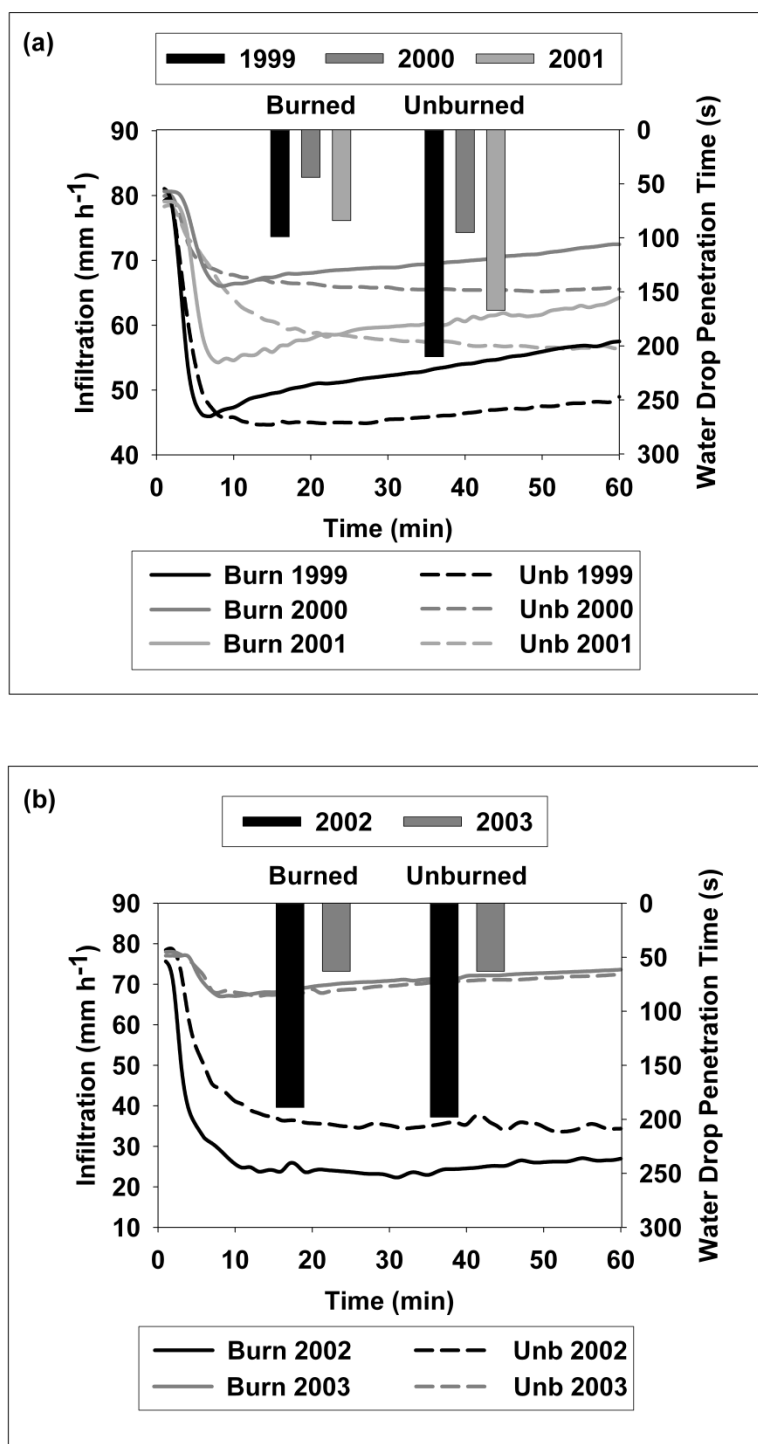 (a)
1999 2000 2001
Burned Unburned
90 0
80 50
70 100
60 150
50 200
40 250
300
0 10 20 30 40 50 60
Infiltration (mm h-1)
Water Drop Penetration Time (s)
Time (min)
Burn 1999 Unb 1999
Burn 2000 Unb 2000
Burn 2001 Unb 2001
(b)
2002 2003
Burned Unburned
90 0
80 50
70 100
60 150
50 200
40 250
30 300
20
10
0 10 20 30 40 50 60
Infiltration (mm h-1)
Water Drop Penetration Time (s)
Time (min)
Burn 2002 Unb 2002
Burn 2003 Unb 2003